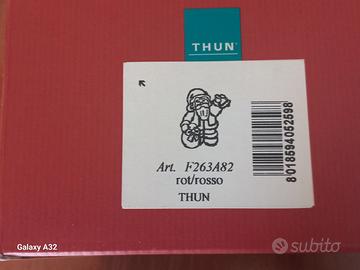 THUN
Art. F263A82
rot/rosso
THUN
8018594052598
Galaxy A32
subito